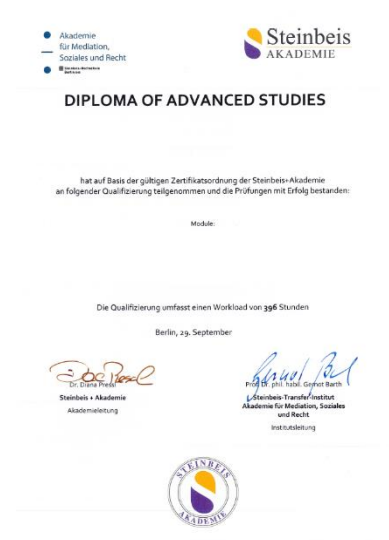 Akademie
für Mediation,
Soziales und Recht
Steinbeis
AKADEMIE
DIPLOMA OF ADVANCED STUDIES
hat auf Basis der gültigen Zertifikatsordnung der Steinbeis+Akademie
an folgender Qualifizierung teilgenommen und die Prüfungen mit Erfolg bestanden:
Module:
Die Qualifizierung umfasst einen Workload von 396 Stunden
Berlin, 29. September
Dr. Diana Pressl
Steinbeis + Akademie
Akademieleitung
Prof. Dr. phil. habil. Gernot Barth
Steinbeis-Transfer-Institut
Akademie für Mediation, Soziales
und Recht
Institutsleitung
STEINBEIS
AKADEMIE